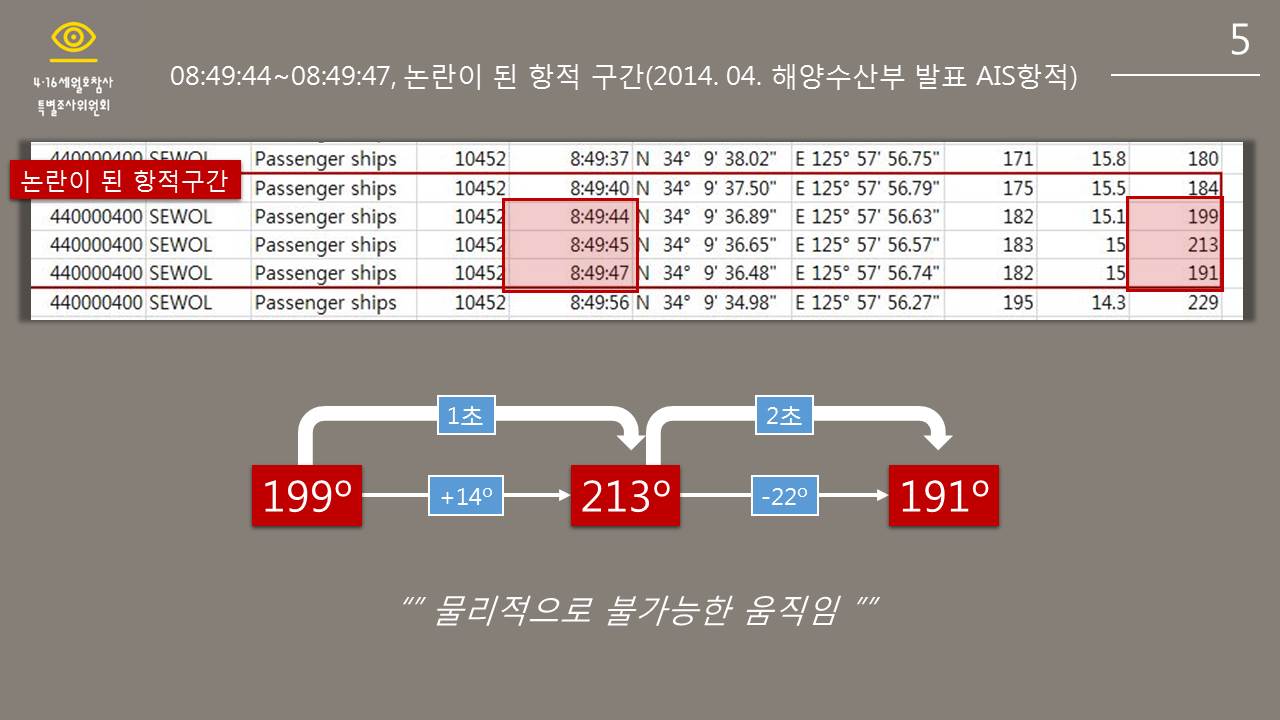 5
4·16세월호참사
특별조사위원회
08:49:44~08:49:47, 논란이 된 항적 구간(2014. 04. 해양수산부 발표 AIS항적)
440000400 SEWOL Passenger ships 10452 8:49:37 N 34° 9' 38.02" E 125° 57' 56.75" 171 15.8 180
논란이 된 항적구간 Passenger ships 10452 8:49:40 N 34° 9' 37.50" E 125° 57' 56.79" 175 15.5 184
440000400 SEWOL Passenger ships 10452 8:49:44 N 34° 9' 36.89" E 125° 57' 56.63" 182 15.1 199
440000400 SEWOL Passenger ships 10452 8:49:45 N 34° 9' 36.65" E 125° 57' 56.57" 183 15 213
440000400 SEWOL Passenger ships 10452 8:49:47 N 34° 9' 36.48" E 125° 57' 56.74" 182 15 191
440000400 SEWOL Passenger ships 10452 8:49:56 N 34° 9' 34.98" E 125° 57' 56.27" 195 14.3 229
1초 2초
199º +14º 213º -22º 191º
“” 물리적으로 불가능한 움직임 “”